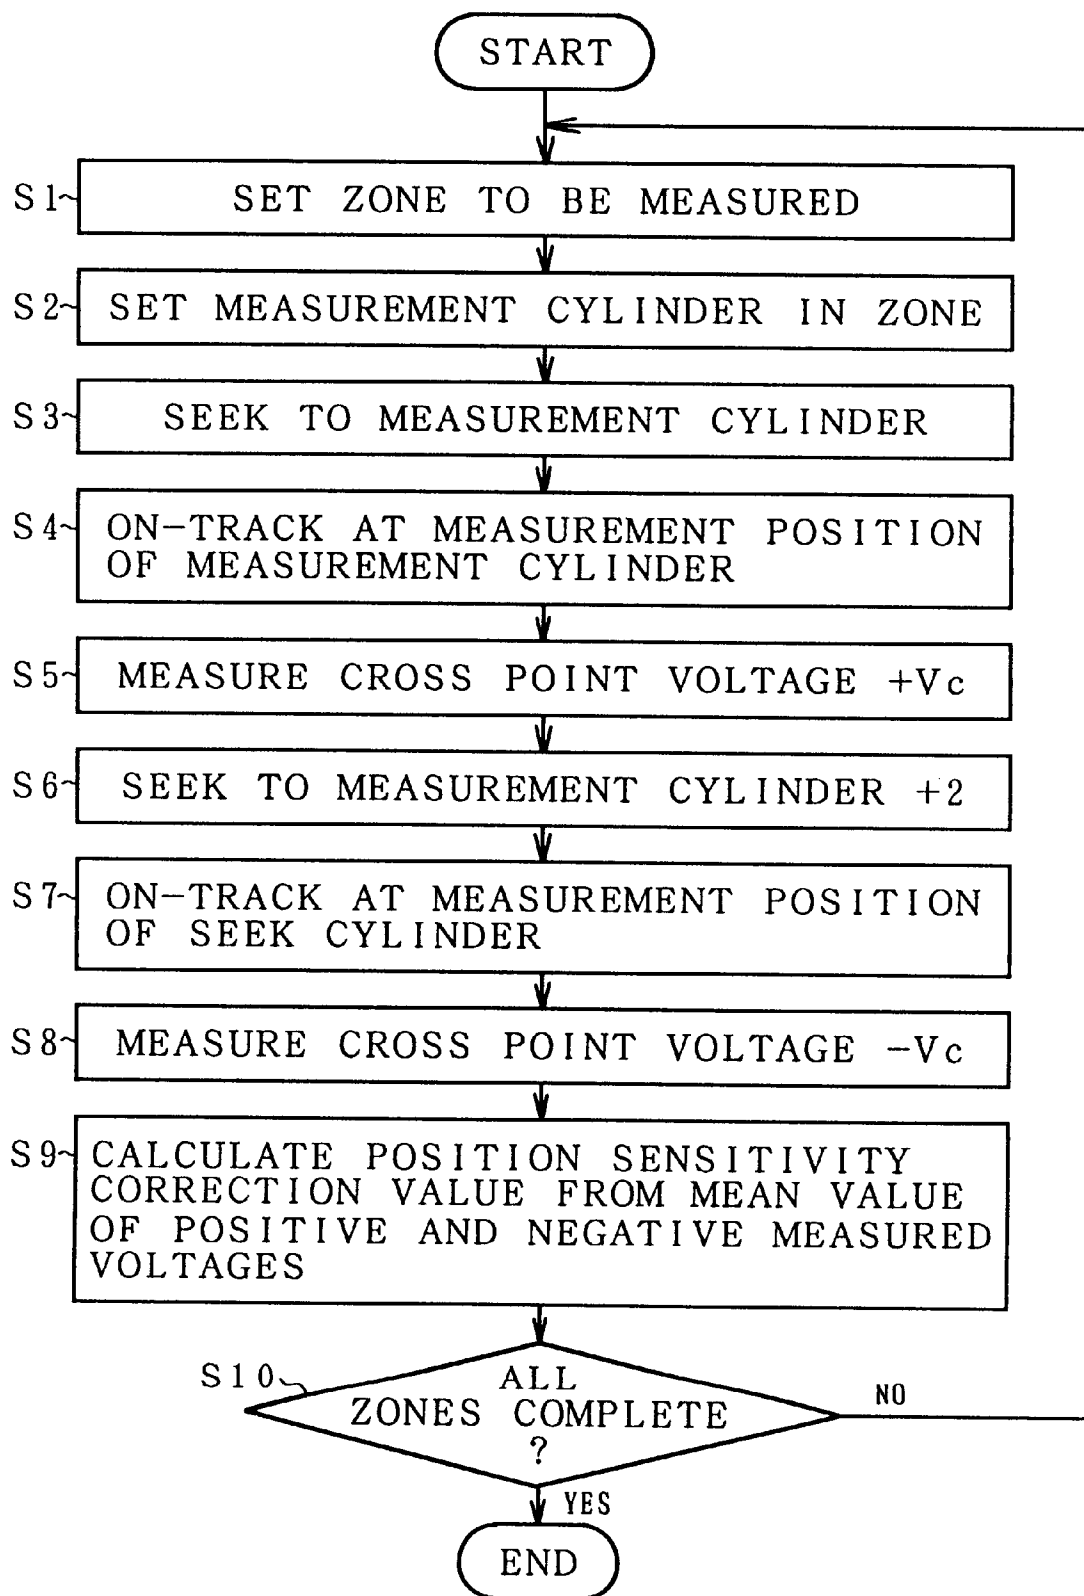 START
S1 SET ZONE TO BE MEASURED
S2 SET MEASUREMENT CYLINDER IN ZONE
S3 SEEK TO MEASUREMENT CYLINDER
S4 ON-TRACK AT MEASUREMENT POSITION
OF MEASUREMENT CYLINDER
S5 MEASURE CROSS POINT VOLTAGE +Vc
S6 SEEK TO MEASUREMENT CYLINDER +2
S7 ON-TRACK AT MEASUREMENT POSITION
OF SEEK CYLINDER
S8 MEASURE CROSS POINT VOLTAGE -Vc
S9 CALCULATE POSITION SENSITIVITY
CORRECTION VALUE FROM MEAN VALUE
OF POSITIVE AND NEGATIVE MEASURED
VOLTAGES
S10 ALL
ZONES COMPLETE
?
NO
YES
END